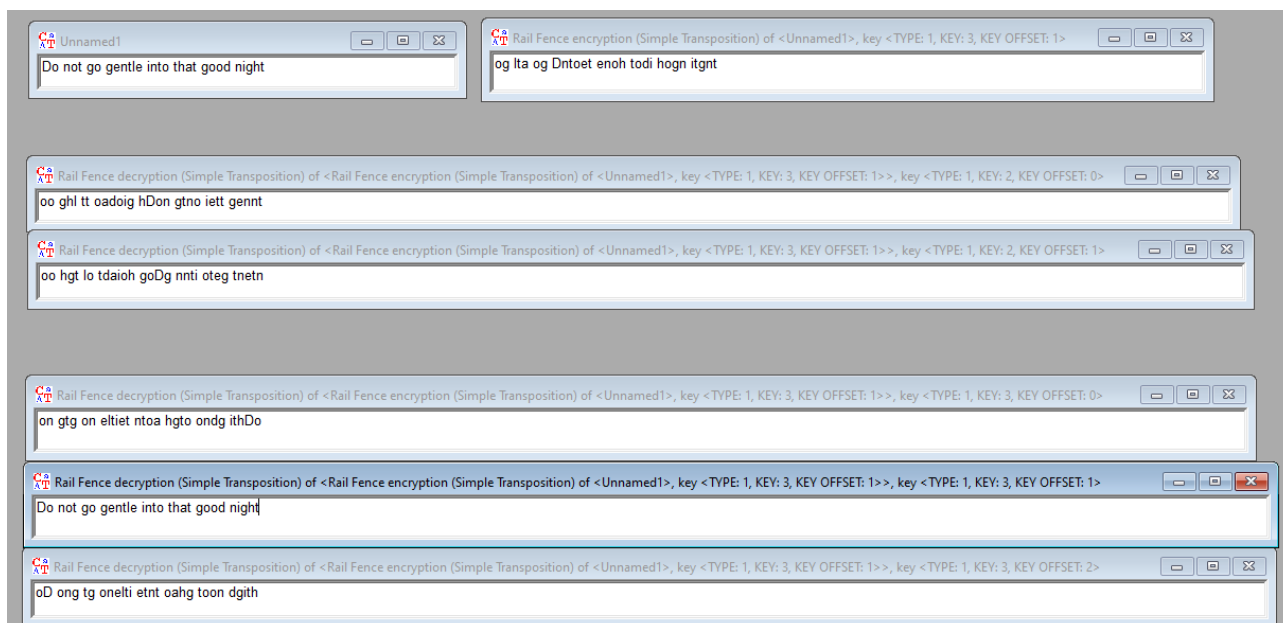 Unnamed1
Do not go gentle into that good night
Rail Fence encryption (Simple Transposition) of <Unnamed1>, key <TYPE: 1, KEY: 3, KEY OFFSET: 1>
og lta og Dntoet enoh todi hogn itgnt
Rail Fence decryption (Simple Transposition) of <Rail Fence encryption (Simple Transposition) of <Unnamed1>, key <TYPE: 1, KEY: 3, KEY OFFSET: 1>>, key <TYPE: 1, KEY: 2, KEY OFFSET: 0>
oo ghl tt oadoig hDon gtno iett gennt
Rail Fence decryption (Simple Transposition) of <Rail Fence encryption (Simple Transposition) of <Unnamed1>, key <TYPE: 1, KEY: 3, KEY OFFSET: 1>>, key <TYPE: 1, KEY: 2, KEY OFFSET: 1>
oo hgt lo tdaioh goDg nnti oteg tnetn
Rail Fence decryption (Simple Transposition) of <Rail Fence encryption (Simple Transposition) of <Unnamed1>, key <TYPE: 1, KEY: 3, KEY OFFSET: 1>>, key <TYPE: 1, KEY: 3, KEY OFFSET: 0>
on gtg on eltiet ntoa hgto ondg ithDo
Rail Fence decryption (Simple Transposition) of <Rail Fence encryption (Simple Transposition) of <Unnamed1>, key <TYPE: 1, KEY: 3, KEY OFFSET: 1>>, key <TYPE: 1, KEY: 3, KEY OFFSET: 1>
Do not go gentle into that good night
Rail Fence decryption (Simple Transposition) of <Rail Fence encryption (Simple Transposition) of <Unnamed1>, key <TYPE: 1, KEY: 3, KEY OFFSET: 1>>, key <TYPE: 1, KEY: 3, KEY OFFSET: 2>
oD ong tg onelti etnt oahg toon dgith